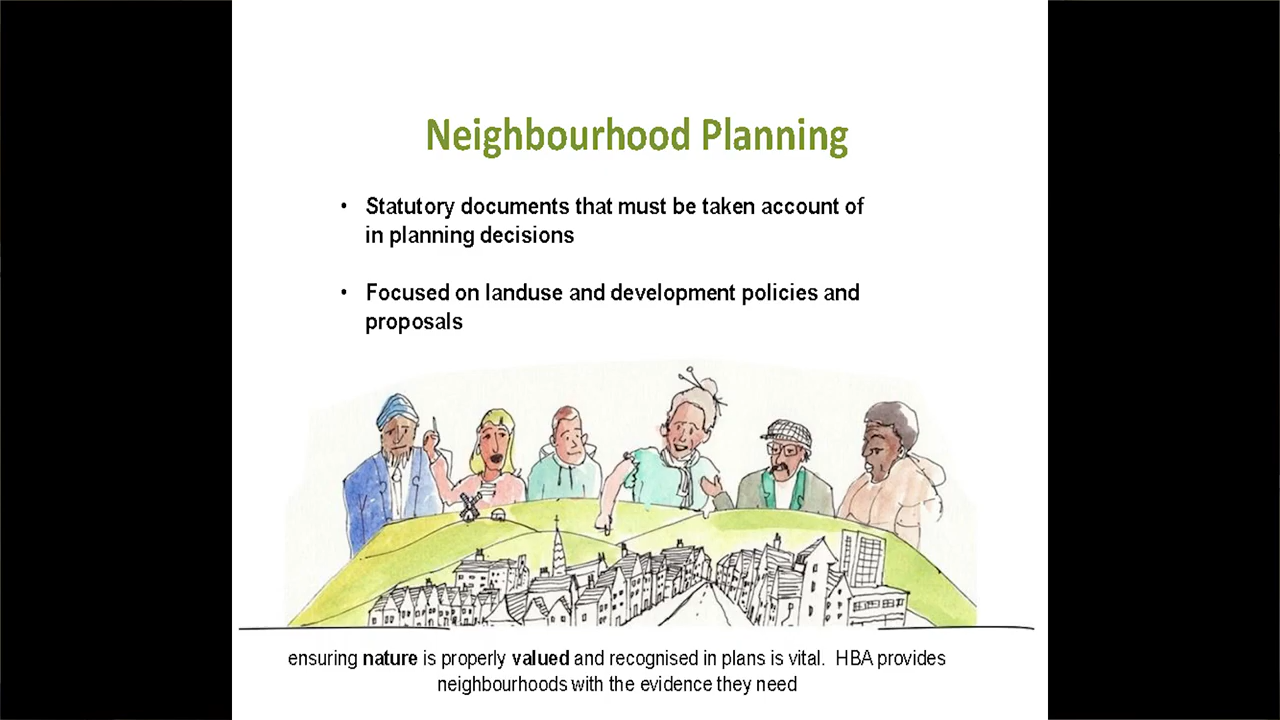 Neighbourhood Planning
• Statutory documents that must be taken account of
in planning decisions
• Focused on landuse and development policies and
proposals
ensuring nature is properly valued and recognised in plans is vital. HBA provides
neighbourhoods with the evidence they need